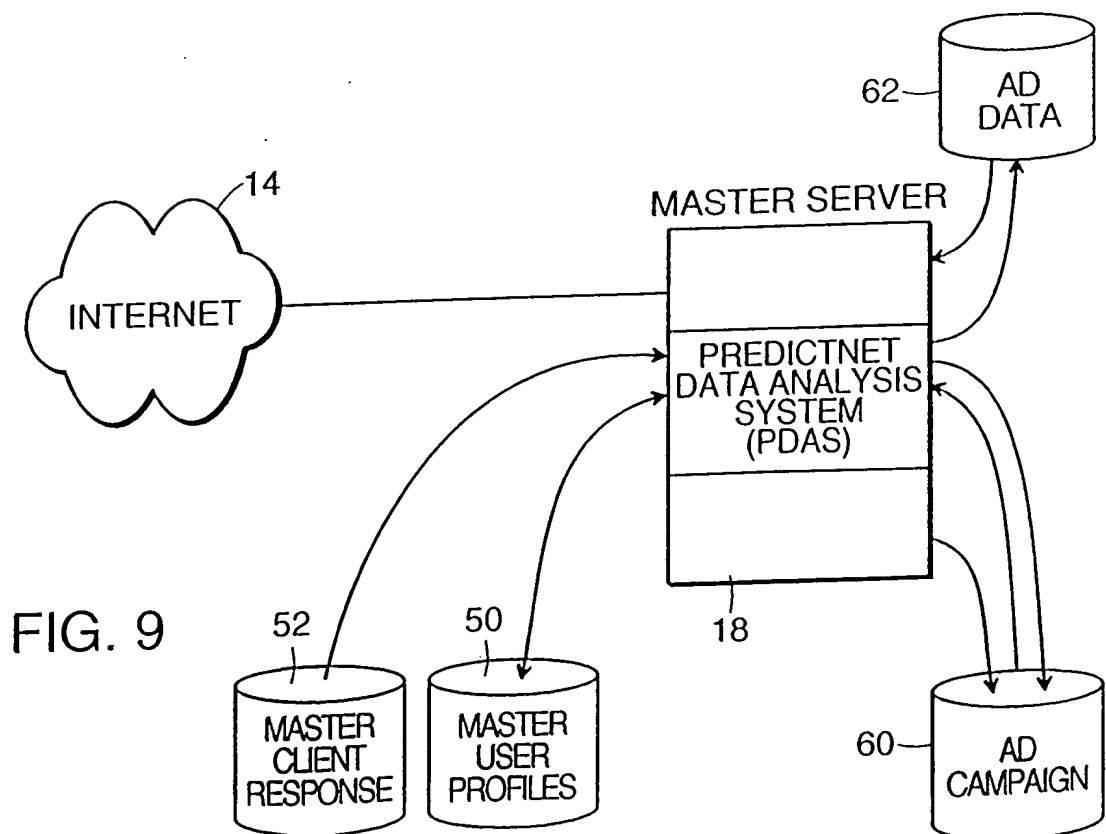 AD
DATA
62
14
MASTER SERVER
INTERNET
PREDICTNET
DATA ANALYSIS
SYSTEM
(PDAS)
FIG. 9
52
50
18
MASTER
CLIENT
RESPONSE
MASTER
USER
PROFILES
60
AD
CAMPAIGN